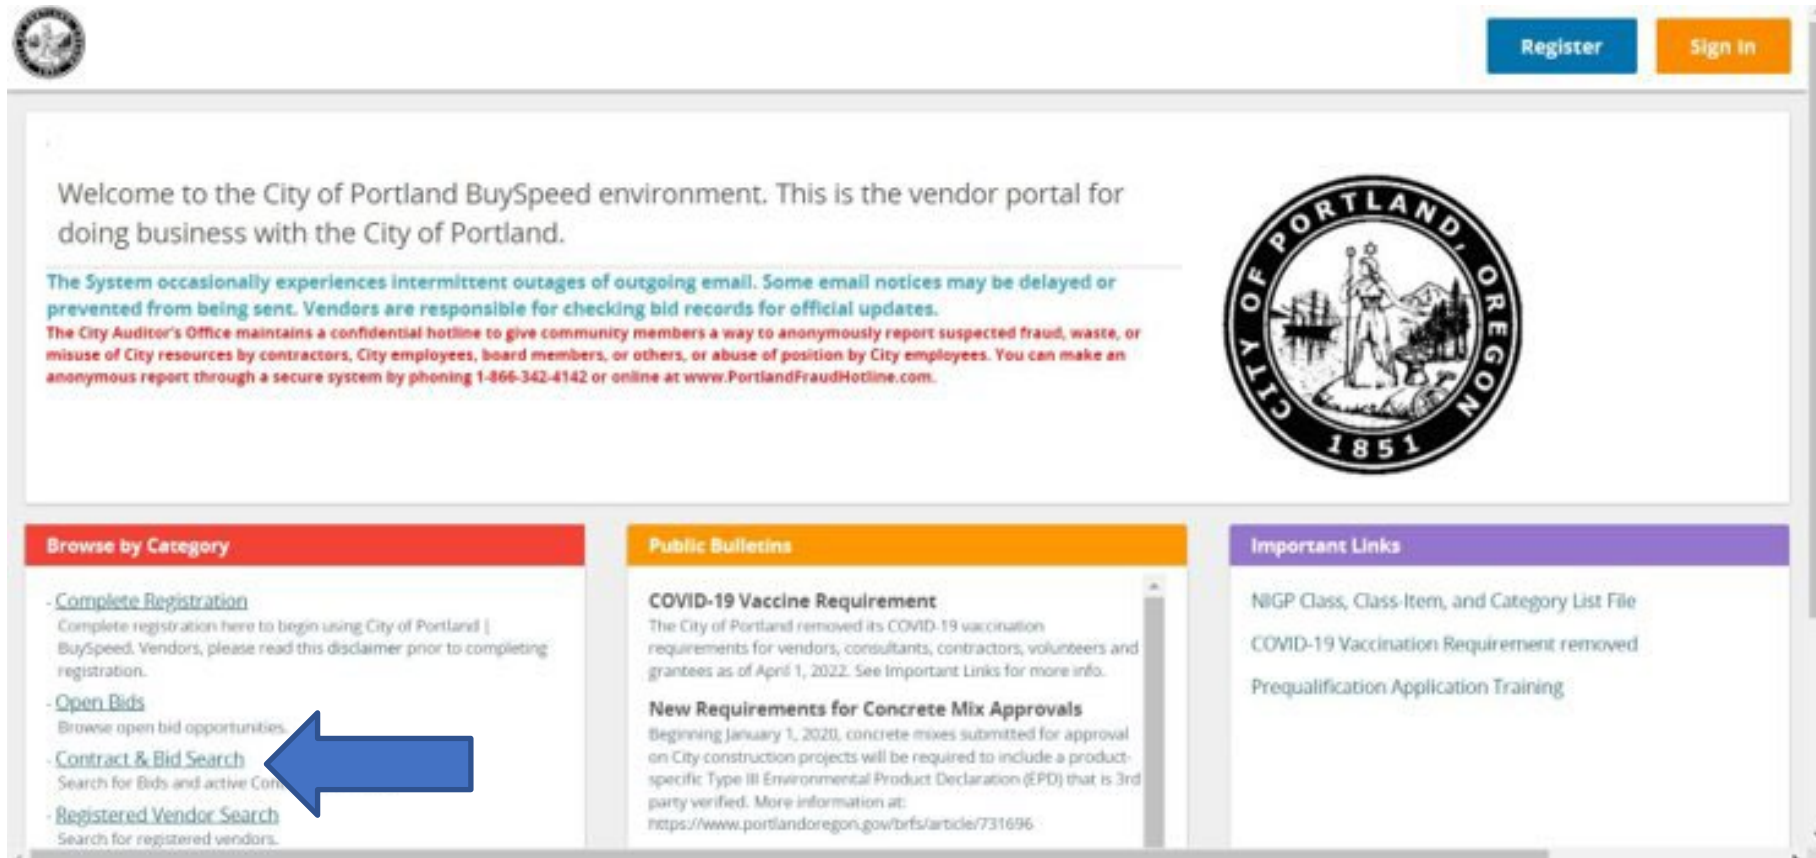 Register
Sign In
Welcome to the City of Portland BuySpeed environment. This is the vendor portal for
doing business with the City of Portland.
The System occasionally experiences intermittent outages of outgoing email. Some email notices may be delayed or
prevented from being sent. Vendors are responsible for checking bid records for official updates.
The City Auditor's Office maintains a confidential hotline to give community members a way to anonymously report suspected fraud, waste, or
misuse of City resources by contractors, City employees, board members, or others, or abuse of position by City employees. You can make an
anonymous report through a secure system by phoning 1-866-342-4142 or online at www.PortlandFraudHotline.com.
CITY OF PORTLAND, OREGON
1851
Browse by Category
- Complete Registration
Complete registration here to begin using City of Portland |
BuySpeed. Vendors, please read this disclaimer prior to completing
registration.
- Open Bids
Browse open bid opportunities.
- Contract & Bid Search
Search for Bids and active Con
- Registered Vendor Search
Search for registered vendors.
Public Bulletins
COVID-19 Vaccine Requirement
The City of Portland removed its COVID-19 vaccination
requirements for vendors, consultants, contractors, volunteers and
grantees as of April 1, 2022. See Important Links for more info.
New Requirements for Concrete Mix Approvals
Beginning January 1, 2020, concrete mixes submitted for approval
on City construction projects will be required to include a product-
specific Type III Environmental Product Declaration (EPD) that is 3rd
party verified. More information at:
https://www.portlandoregon.gov/brfs/article/731696
Important Links
NIGP Class, Class-Item, and Category List File
COVID-19 Vaccination Requirement removed
Prequalification Application Training